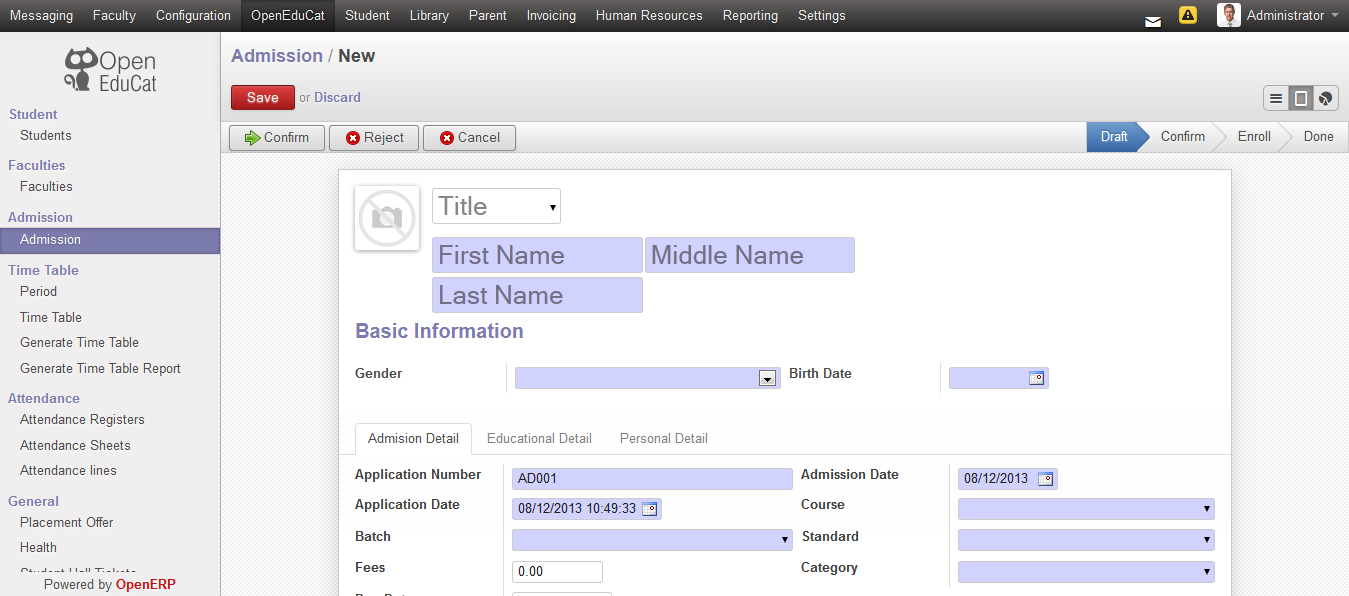 Messaging Faculty Configuration OpenEduCat Student Library Parent Invoicing Human Resources Reporting Settings Administrator
Open
EduCat
Student
Students
Faculties
Faculties
Admission
Admission
Time Table
Period
Time Table
Generate Time Table
Generate Time Table Report
Attendance
Attendance Registers
Attendance Sheets
Attendance lines
General
Placement Offer
Health
Student Hall Tickets
Powered by OpenERP
Admission / New
Save or Discard
Confirm Reject Cancel
Draft Confirm Enroll Done
Title
First Name Middle Name
Last Name
Basic Information
Gender Birth Date
Admision Detail Educational Detail Personal Detail
Application Number AD001 Admission Date 08/12/2013
Application Date 08/12/2013 10:49:33 Course
Batch Standard
Fees 0.00 Category